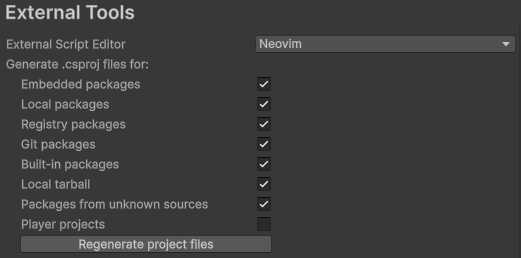 External Tools
External Script Editor Neovim
Generate .csproj files for:
Embedded packages
Local packages
Registry packages
Git packages
Built-in packages
Local tarball
Packages from unknown sources
Player projects
Regenerate project files